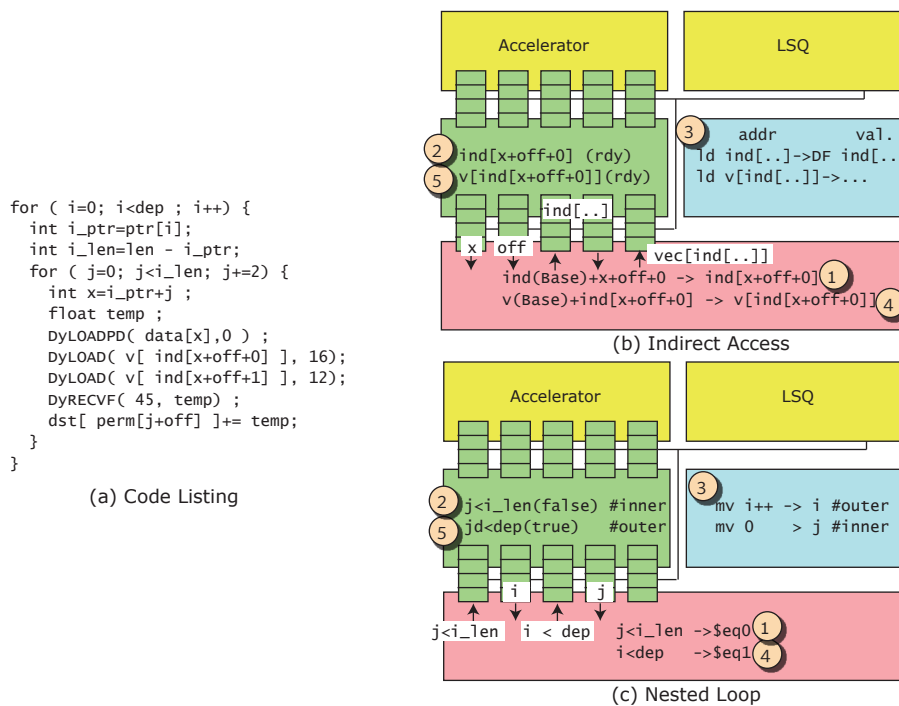 for ( i=0; i<dep ; i++) {
int i_ptr=ptr[i];
int i_len=len - i_ptr;
for ( j=0; j<i_len; j+=2) {
int x=i_ptr+j ;
float temp ;
DyLOADPD( data[x],0 ) ;
DyLOAD( v[ ind[x+off+0] ], 16);
DyLOAD( v[ ind[x+off+1] ], 12);
DyRECVF( 45, temp) ;
dst[ perm[j+off] ]+= temp;
}
}
(a) Code Listing
Accelerator
LSQ
2 ind[x+off+0] (rdy)
5 v[ind[x+off+0]](rdy)
3
addr val.
ld ind[..]->DF ind[..
ld v[ind[..]]->...
ind[..]
x off
vec[ind[..]]
ind(Base)+x+off+0 -> ind[x+off+0] 1
v(Base)+ind[x+off+0] -> v[ind[x+off+0]] 4
(b) Indirect Access
Accelerator
LSQ
2 j<i_len(false) #inner
5 jd<dep(true) #outer
3
mv i++ -> i #outer
mv 0 > j #inner
i j
j<i_len i < dep
j<i_len ->$eq0 1
i<dep ->$eq1 4
(c) Nested Loop